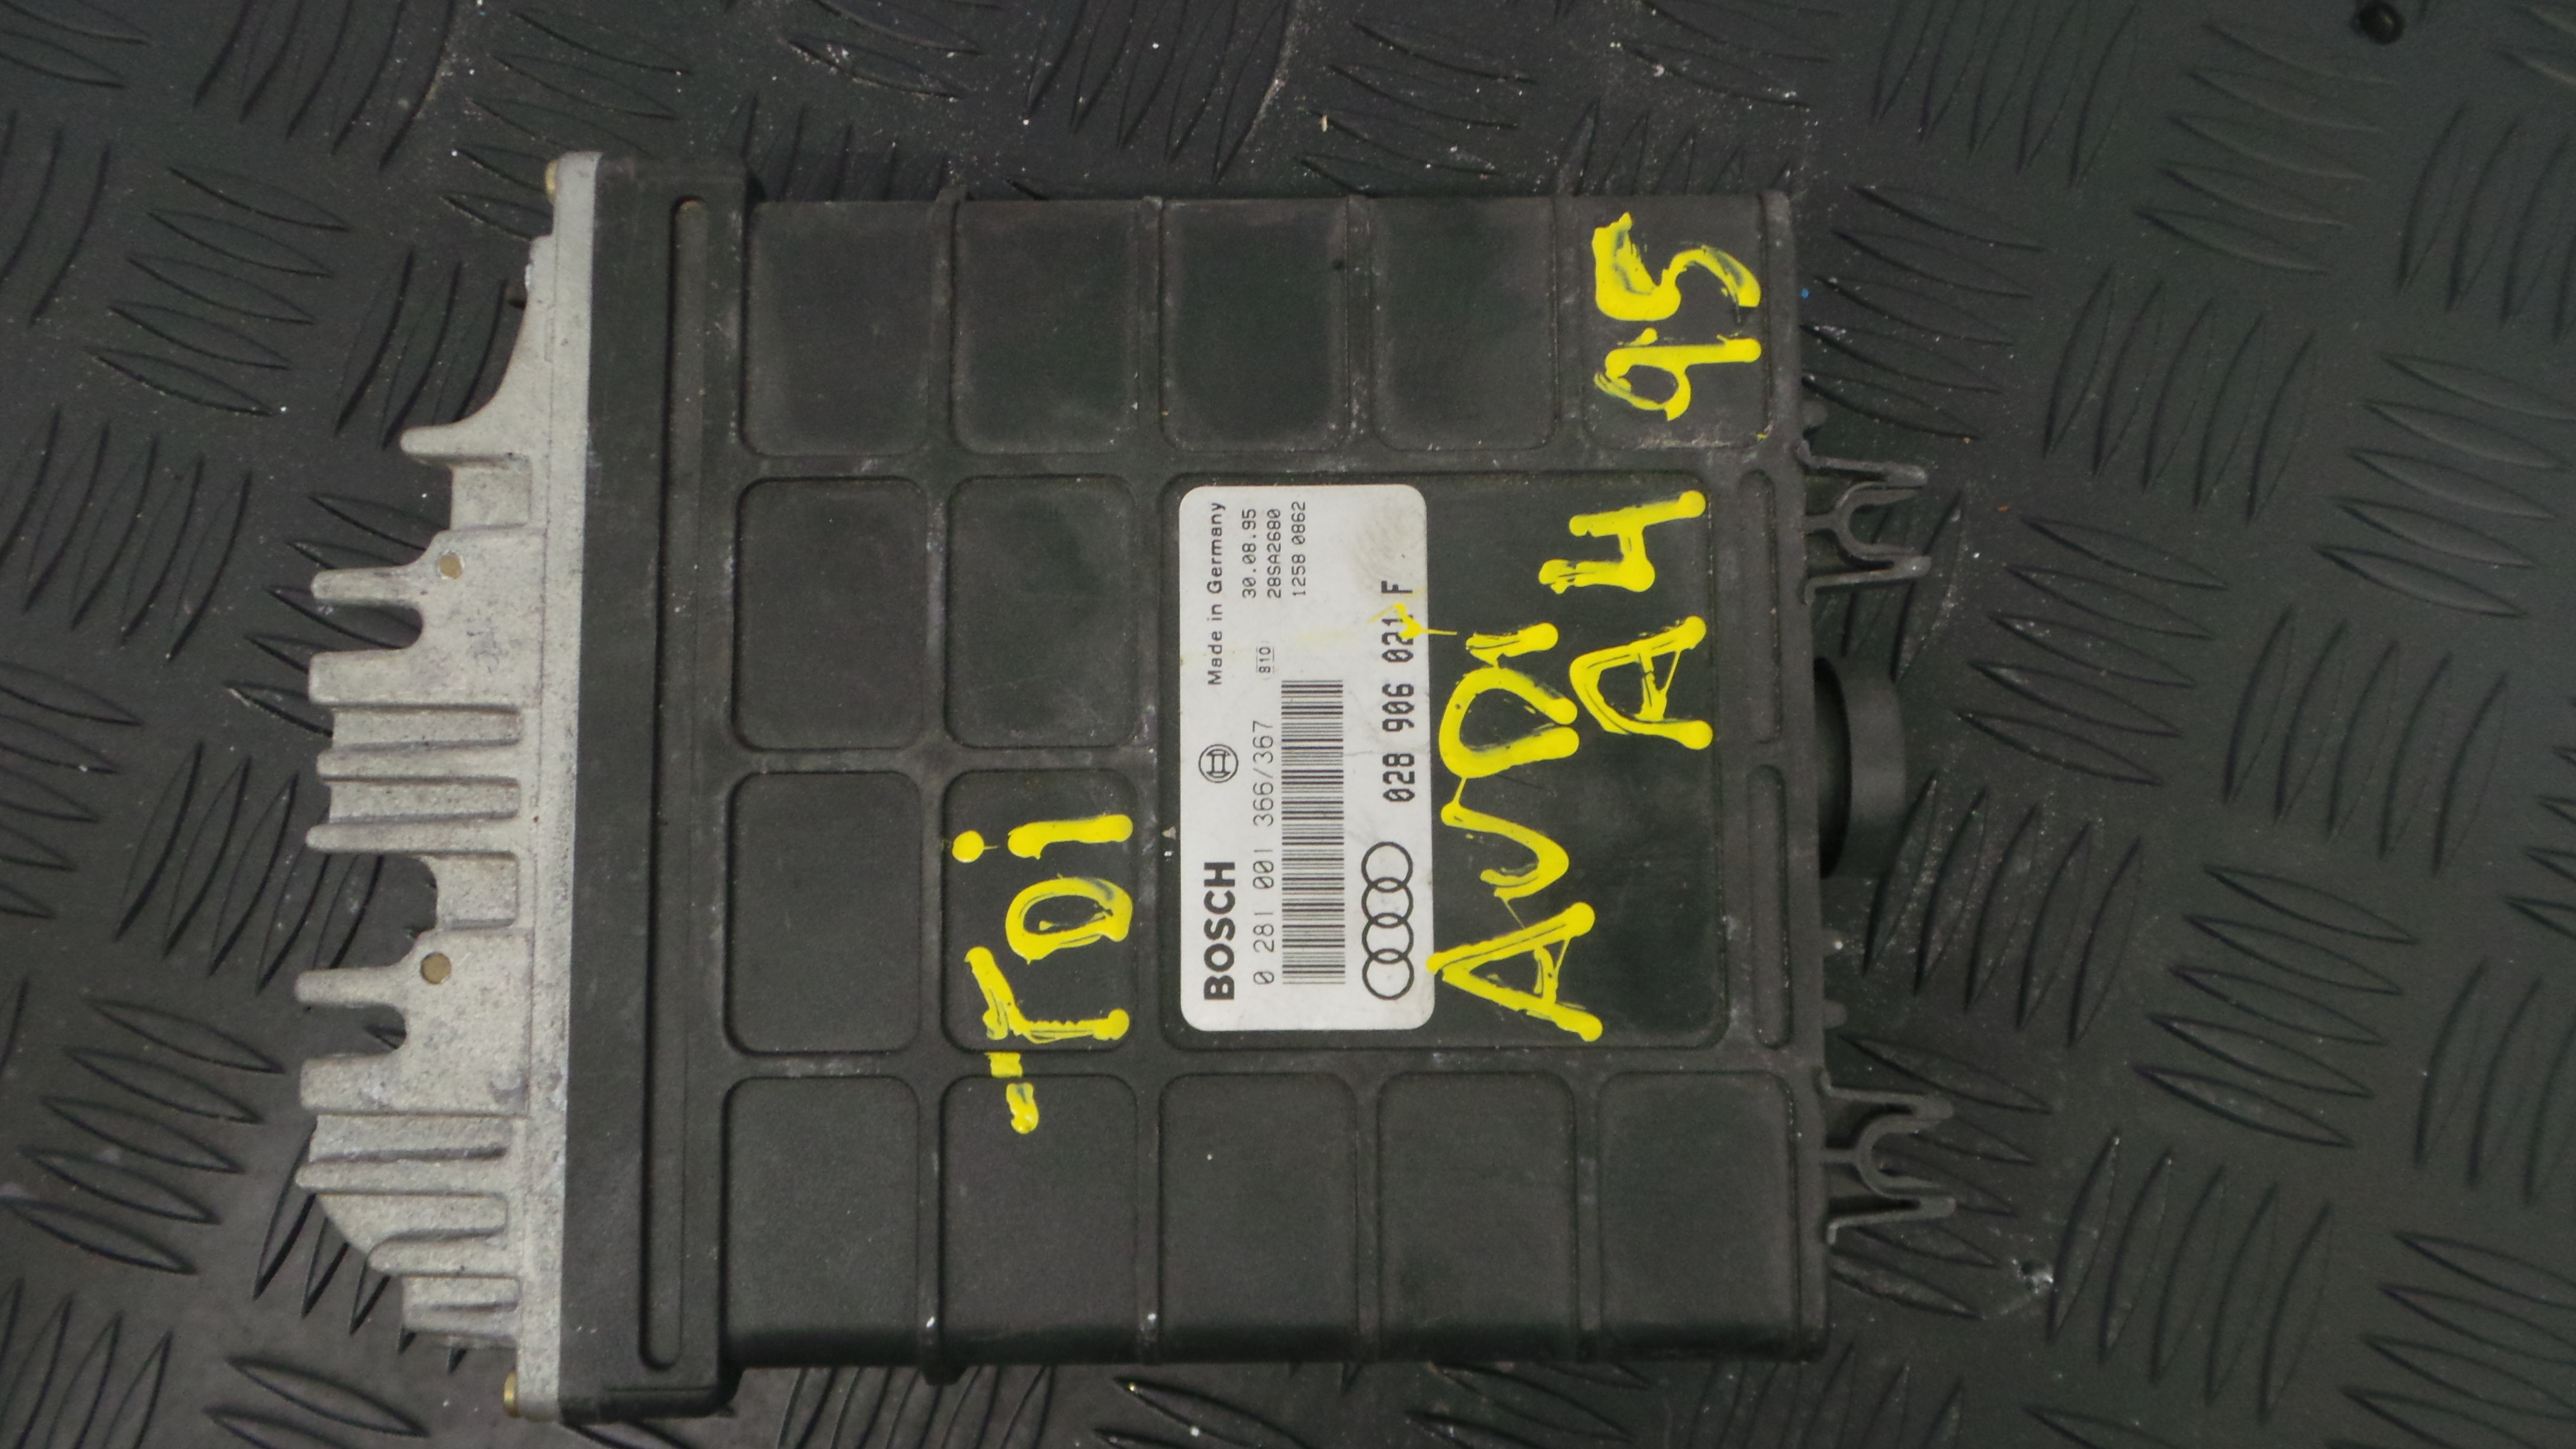 TDi
BOSCH
Made in Germany
0 281 001 366/367
B10
30.08.95
28SA2680
1258 0862
028 906 021 F
AUDi
A4
95